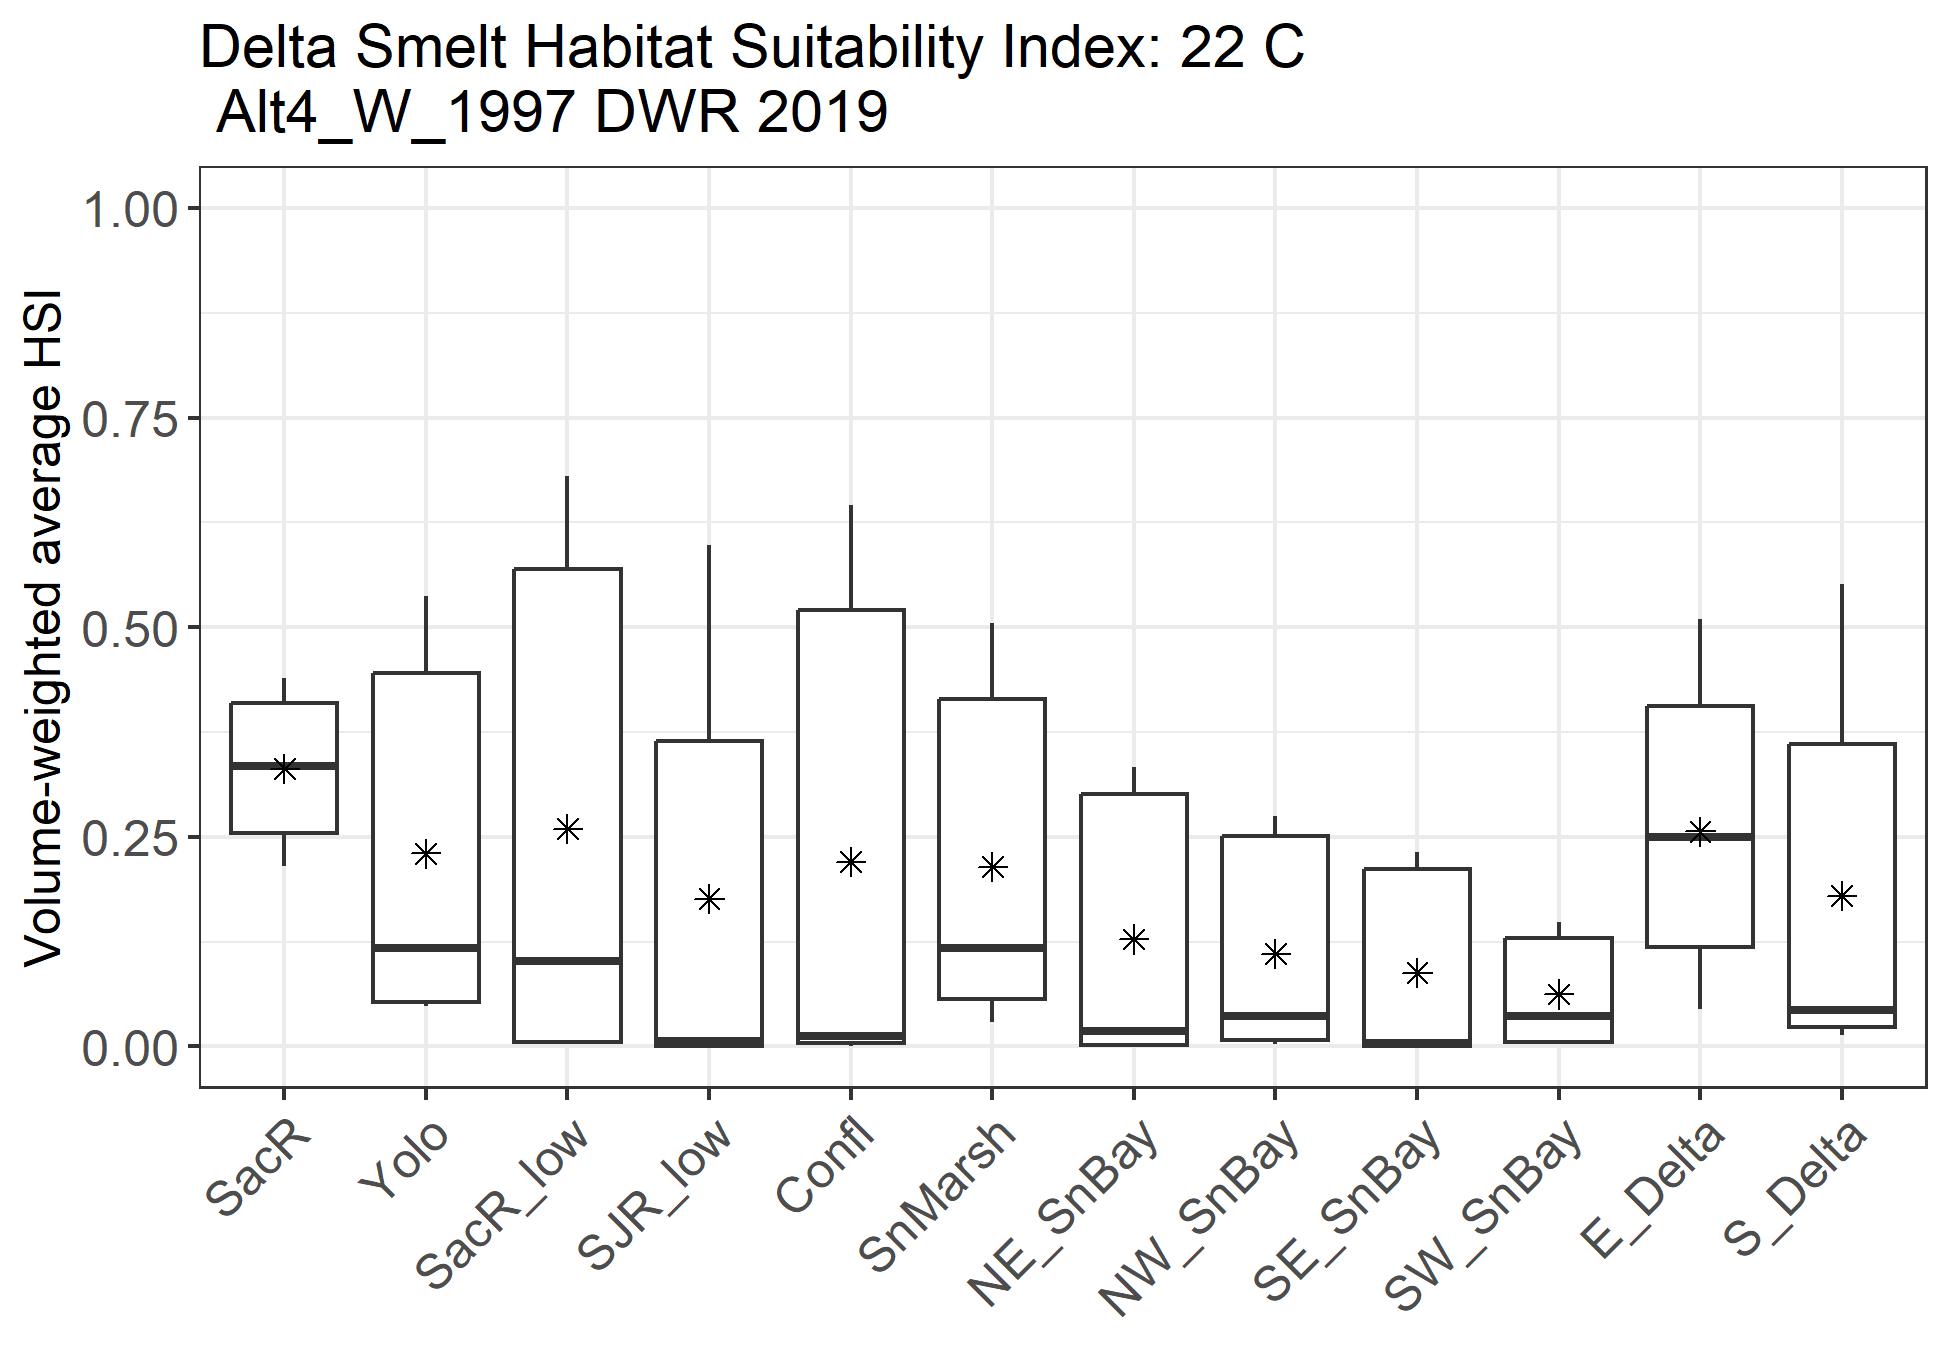 Delta Smelt Habitat Suitability Index: 22 C
Alt4_W_1997 DWR 2019
Volume-weighted average HSI
1.00
0.75
0.50
0.25
0.00
SacR
Yolo
SacR_low
SJR_low
Confl
SnMarsh
NE_SnBay
NW_SnBay
SE_SnBay
SW_SnBay
E_Delta
S_Delta